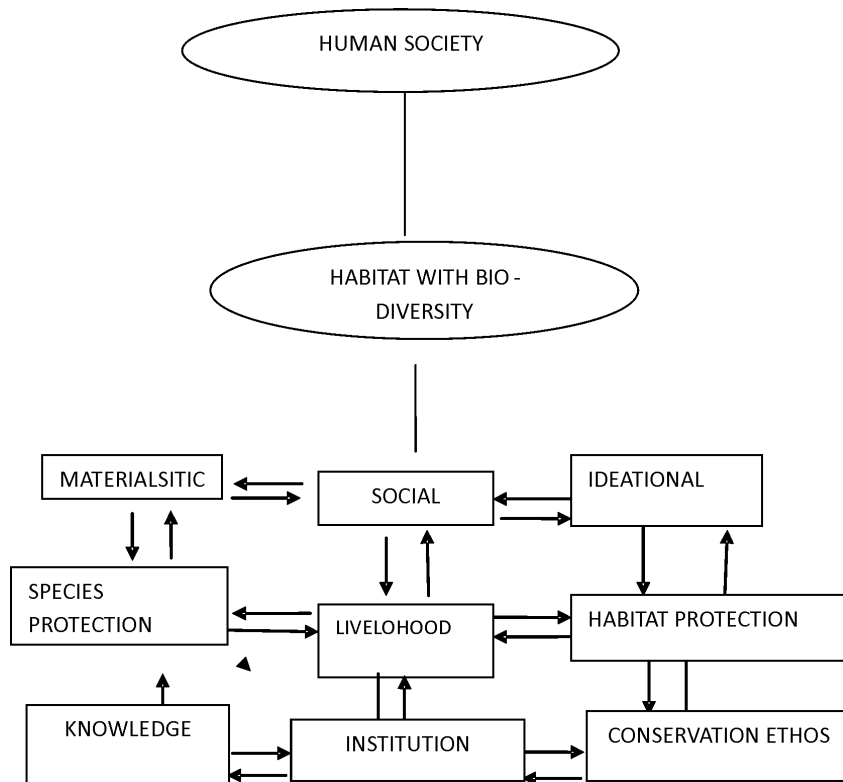 HUMAN SOCIETY
HABITAT WITH BIO -
DIVERSITY
MATERIALSITIC
SOCIAL
IDEATIONAL
SPECIES
PROTECTION
LIVELOHOOD
HABITAT PROTECTION
KNOWLEDGE
INSTITUTION
CONSERVATION ETHOS